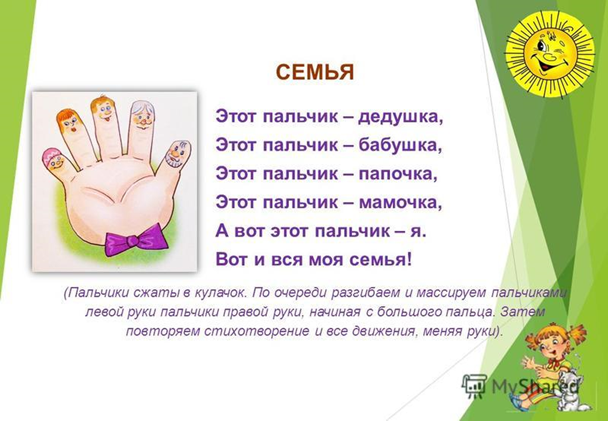 СЕМЬЯ
Этот пальчик – дедушка,
Этот пальчик – бабушка,
Этот пальчик – папочка,
Этот пальчик – мамочка,
А вот этот пальчик – я.
Вот и вся моя семья!
(Пальчики сжаты в кулачок. По очереди разгибаем и массируем пальчиками
левой руки пальчики правой руки, начиная с большого пальца. Затем
повторяем стихотворение и все движения, меняя руки).
MyShared